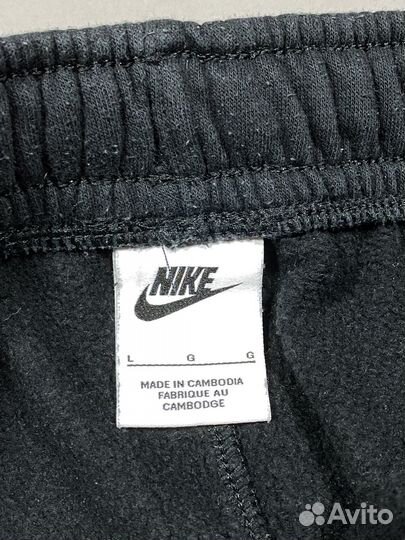 NIKE
L G G
MADE IN CAMBODIA
FABRIQUE AU
CAMBODGE
Avito